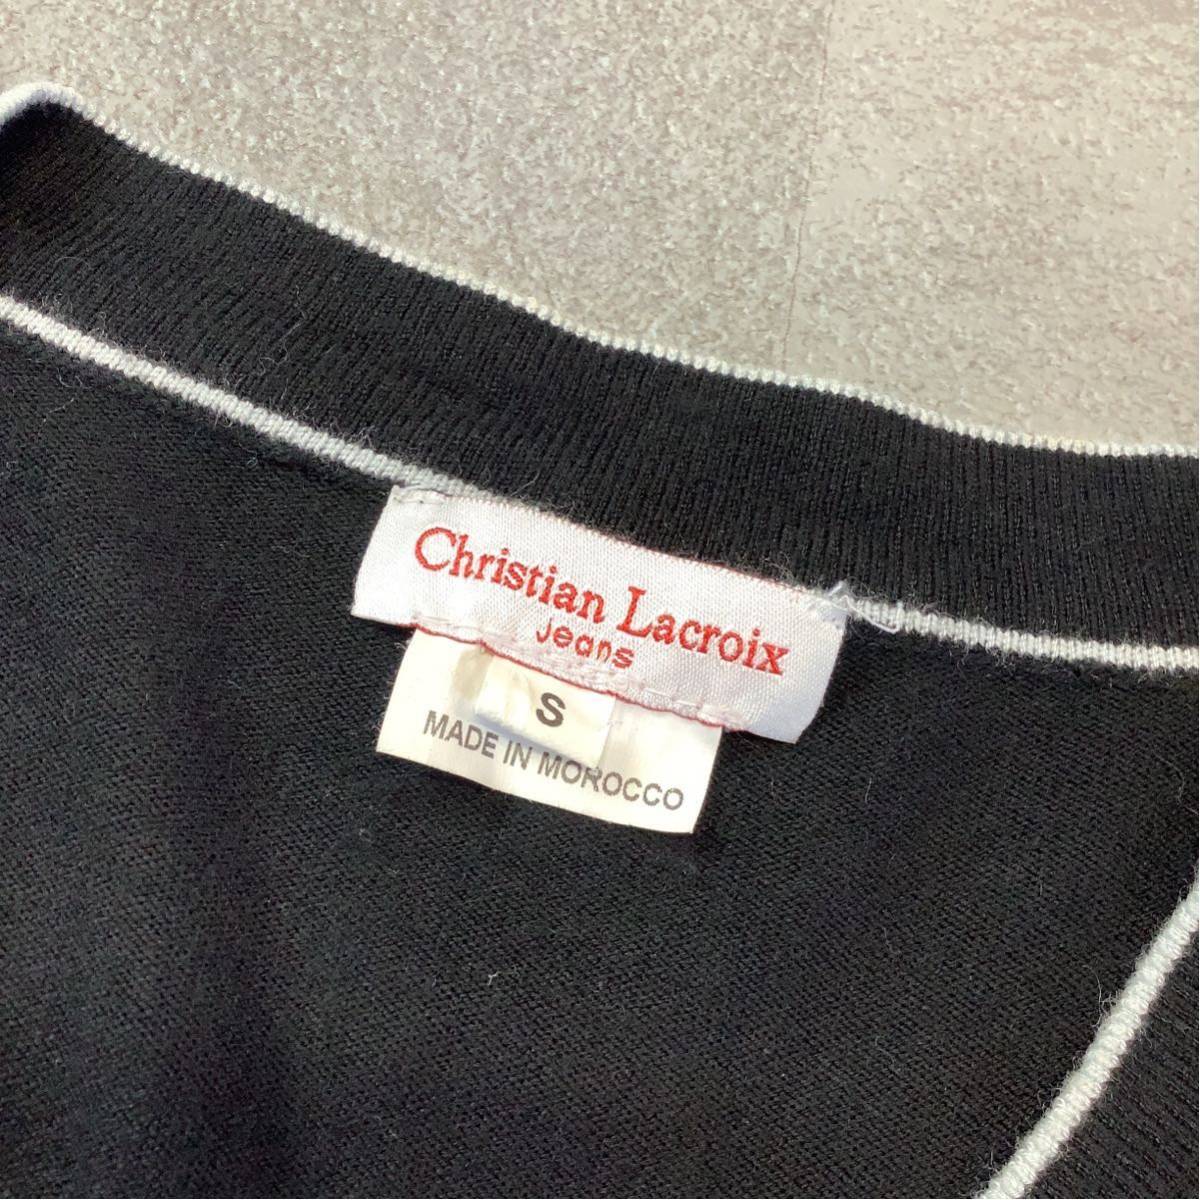 Christian Lacroix
Jeans
S
MADE IN MOROCCO